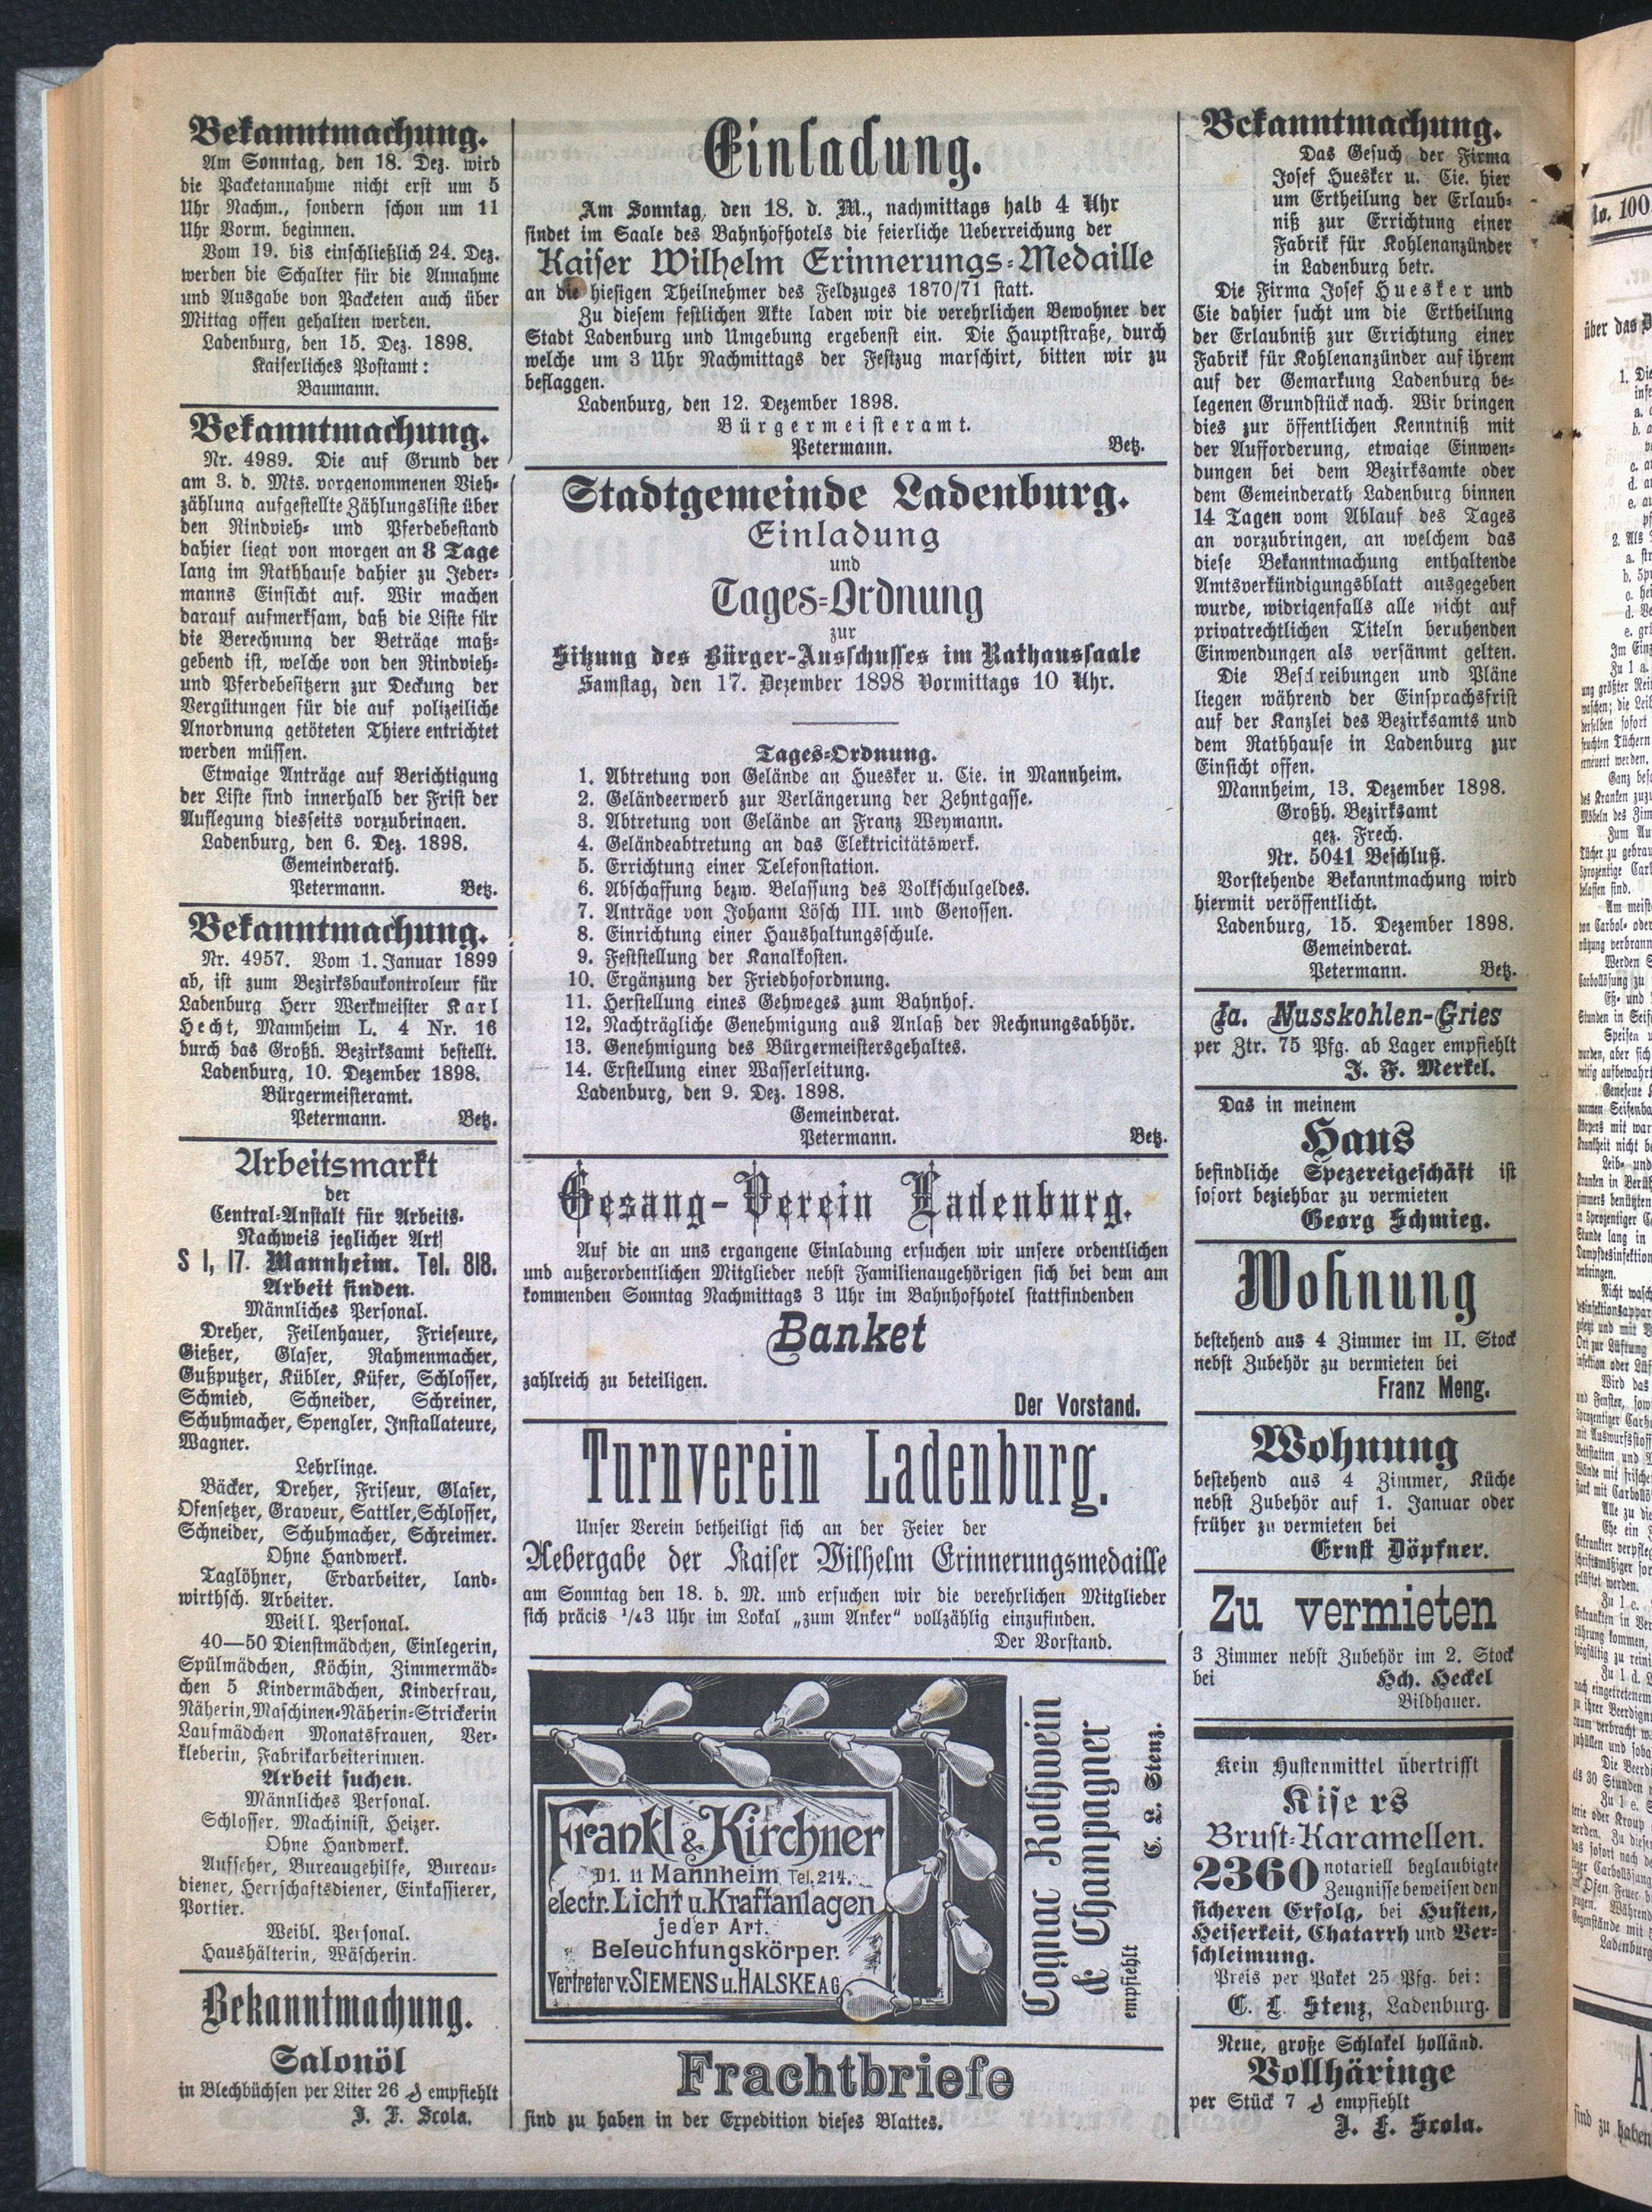 Bekanntmachung.
Am Sonntag, den 18. Dez. wird
die Packetannahme nicht erst um 5
Uhr Nachm., sondern schon um 11
Uhr Vorm. beginnen.
Vom 19. bis einschließlich 24. Dez.
werden die Schalter für die Annahme
und Ausgabe von Packeten auch über
Mittag offen gehalten werden.
Ladenburg, den 15. Dez. 1898.
Kaiserliches Postamt:
Baumann.
Bekanntmachung.
Nr. 4989. Die auf Grund der
am 3. d. Mts. vorgenommenen Vieh-
zählung aufgestellte Zählungsliste über
den Rindvieh- und Pferdebestand
dahier liegt von morgen an 8 Tage
lang im Rathhause dahier zu Jeder-
manns Einsicht auf. Wir machen
darauf aufmerksam, daß die Liste für
die Berechnung der Beträge maß-
gebend ist, welche von den Rindvieh-
und Pferdebesitzern zur Deckung der
Vergütungen für die auf polizeiliche
Anordnung getöteten Thiere entrichtet
werden müssen.
Etwaige Anträge auf Berichtigung
der Liste sind innerhalb der Frist der
Auflegung diesseits vorzubringen.
Ladenburg, den 6. Dez. 1898.
Gemeinderath.
Petermann. Betz.
Bekanntmachung.
Nr. 4957. Vom 1. Januar 1899
ab, ist zum Bezirksbaukontroleur für
Ladenburg Herr Werkmeister Karl
Hecht, Mannheim L. 4 Nr. 16
durch das Großh. Bezirksamt bestellt.
Ladenburg, 10. Dezember 1898.
Bürgermeisteramt.
Petermann. Betz.
Arbeitsmarkt
der
Central-Anstalt für Arbeits-
Nachweis jeglicher Art!
S 1, 17. Mannheim. Tel. 818.
Arbeit finden.
Männliches Personal.
Dreher, Feilenhauer, Frieseure,
Gießer, Glaser, Rahmenmacher,
Gußputzer, Kübler, Küfer, Schlosser,
Schmied, Schneider, Schreiner,
Schuhmacher, Spengler, Installateure,
Wagner.
Lehrlinge.
Bäcker, Dreher, Friseur, Glaser,
Ofensetzer, Graveur, Sattler, Schlosser,
Schneider, Schuhmacher, Schreimer.
Ohne Handwerk.
Taglöhner, Erdarbeiter, land-
wirthsch. Arbeiter.
Weibl. Personal.
40—50 Dienstmädchen, Einlegerin,
Spülmädchen, Köchin, Zimmermäd-
chen 5 Kindermädchen, Kinderfrau,
Näherin, Maschinen-Näherin-Strickerin
Laufmädchen Monatsfrauen, Ver-
kleberin, Fabrikarbeiterinnen.
Arbeit suchen.
Männliches Personal.
Schlosser, Machinist, Heizer.
Ohne Handwerk.
Aufseher, Bureaugehilfe, Bureau-
diener, Herrschaftsdiener, Einkassierer,
Portier.
Weibl. Personal.
Haushälterin, Wäscherin.
Bekanntmachung.
Salonöl
in Blechbüchsen per Liter 26 ₰ empfiehlt
J. F. Scola.
Einladung.
Am Sonntag, den 18. d. M., nachmittags halb 4 Uhr
findet im Saale des Bahnhofhotels die feierliche Ueberreichung der
Kaiser Wilhelm Erinnerungs-Medaille
an die hiesigen Theilnehmer des Feldzuges 1870/71 statt.
Zu diesem festlichen Akte laden wir die verehrlichen Bewohner der
Stadt Ladenburg und Umgebung ergebenst ein. Die Hauptstraße, durch
welche um 3 Uhr Nachmittags der Festzug marschirt, bitten wir zu
beflaggen.
Ladenburg, den 12. Dezember 1898.
Bürgermeisteramt.
Petermann. Betz.
Stadtgemeinde Ladenburg.
Einladung
und
Tages-Ordnung
zur
Sitzung des Bürger-Ausschusses im Rathaussaale
Samstag, den 17. Dezember 1898 Vormittags 10 Uhr.
Tages-Ordnung.
1. Abtretung von Gelände an Huesker u. Cie. in Mannheim.
2. Geländeerwerb zur Verlängerung der Zehntgasse.
3. Abtretung von Gelände an Franz Weymann.
4. Geländeabtretung an das Elektricitätswerk.
5. Errichtung einer Telefonstation.
6. Abschaffung bezw. Belassung des Volkschulgeldes.
7. Anträge von Johann Lösch III. und Genossen.
8. Einrichtung einer Haushaltungsschule.
9. Feststellung der Kanalkosten.
10. Ergänzung der Friedhofordnung.
11. Herstellung eines Gehweges zum Bahnhof.
12. Nachträgliche Genehmigung aus Anlaß der Rechnungsabhör.
13. Genehmigung des Bürgermeistersgehaltes.
14. Erstellung einer Wasserleitung.
Ladenburg, den 9. Dez. 1898.
Gemeinderat.
Petermann. Betz.
Gesang-Verein Ladenburg.
Auf die an uns ergangene Einladung ersuchen wir unsere ordentlichen
und außerordentlichen Mitglieder nebst Familienaugehörigen sich bei dem am
kommenden Sonntag Nachmittags 3 Uhr im Bahnhofhotel stattfindenden
Banket
zahlreich zu beteiligen.
Der Vorstand.
Turnverein Ladenburg.
Unser Verein betheiligt sich an der Feier der
Uebergabe der Kaiser Wilhelm Erinnerungsmedaille
am Sonntag den 18. d. M. und ersuchen wir die verehrlichen Mitglieder
sich präcis 1/23 Uhr im Lokal „zum Anker“ vollzählig einzufinden.
Der Vorstand.
Frankl & Kirchner
D1. 11 Mannheim Tel. 214.
electr. Licht u. Kraftanlagen
jeder Art.
Beleuchtungskörper.
Vertreter v. SIEMENS u. HALSKE AG
Cognac Rothwein
& Champagner
empfiehlt C. L. Stenz.
Frachtbriefe
sind zu haben in der Expedition dieses Blattes.
Bekanntmachung.
Das Gesuch der Firma
Josef Huesker u. Cie. hier
um Ertheilung der Erlaub-
niß zur Errichtung einer
Fabrik für Kohlenanzünder
in Ladenburg betr.
Die Firma Josef Huesker und
Cie dahier sucht um die Ertheilung
der Erlaubniß zur Errichtung einer
Fabrik für Kohlenanzünder auf ihrem
auf der Gemarkung Ladenburg be-
legenen Grundstück nach. Wir bringen
dies zur öffentlichen Kenntniß mit
der Aufforderung, etwaige Einwen-
dungen bei dem Bezirksamte oder
dem Gemeinderath Ladenburg binnen
14 Tagen vom Ablauf des Tages
an vorzubringen, an welchem das
diese Bekanntmachung enthaltende
Amtsverkündigungsblatt ausgegeben
wurde, widrigenfalls alle nicht auf
privatrechtlichen Titeln beruhenden
Einwendungen als versäumt gelten.
Die Beschreibungen und Pläne
liegen während der Einsprachsfrist
auf der Kanzlei des Bezirksamts und
dem Rathhause in Ladenburg zur
Einsicht offen.
Mannheim, 13. Dezember 1898.
Großh. Bezirksamt
gez. Frech.
Nr. 5041 Beschluß.
Vorstehende Bekanntmachung wird
hiermit veröffentlicht.
Ladenburg, 15. Dezember 1898.
Gemeinderat.
Petermann. Betz.
Ia. Nusskohlen-Gries
per Ztr. 75 Pfg. ab Lager empfiehlt
J. F. Merkel.
Das in meinem
Haus
befindliche Spezereigeschäft ist
sofort beziehbar zu vermieten
Georg Schmieg.
Wohnung
bestehend aus 4 Zimmer im II. Stock
nebst Zubehör zu vermieten bei
Franz Meng.
Wohnung
bestehend aus 4 Zimmer, Küche
nebst Zubehör auf 1. Januar oder
früher zu vermieten bei
Ernst Döpfner.
Zu vermieten
3 Zimmer nebst Zubehör im 2. Stock
bei Hch. Heckel
Bildhauer.
Kein Hustenmittel übertrifft
Kisers
Brust-Karamellen.
2360 notariell beglaubigte
Zeugnisse beweisen den
sicheren Erfolg, bei Husten,
Heiserkeit, Chatarrh und Ver-
schleimung.
Preis per Paket 25 Pfg. bei:
C. L. Stenz, Ladenburg.
Neue, große Schlakel holländ.
Vollhäringe
per Stück 7 ₰ empfiehlt
J. F. Scola.